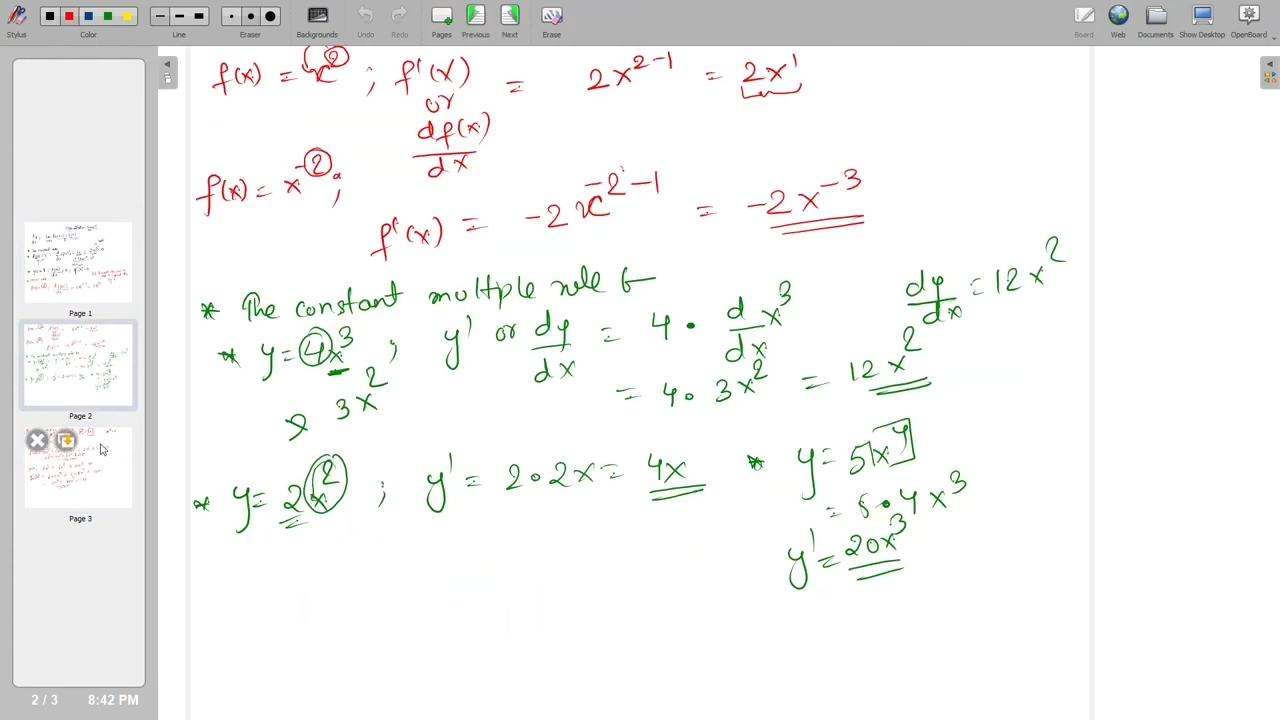 Stylus Color Line Eraser Backgrounds Undo Redo Pages Previous Next Erase Board Web Documents Show Desktop OpenBoard
f(x) = x² ; f'(x) = 2x²⁻¹ = 2x¹
or
df(x)/dx
f(x) = x⁻² ;
f'(x) = -2x⁻²⁻¹ = -2x⁻³
* The constant multiple rule
* y = 4x³ ; y' or dy/dx = 4 · d/dx x³
dy/dx = 12x²
3x² = 4 · 3x² = 12x²
* y = 2x² ; y' = 2 · 2x = 4x
* y = 5x⁴
= 5 · 4x³
y' = 20x³
Page 1
Page 2
Page 3
2 / 3 8:42 PM